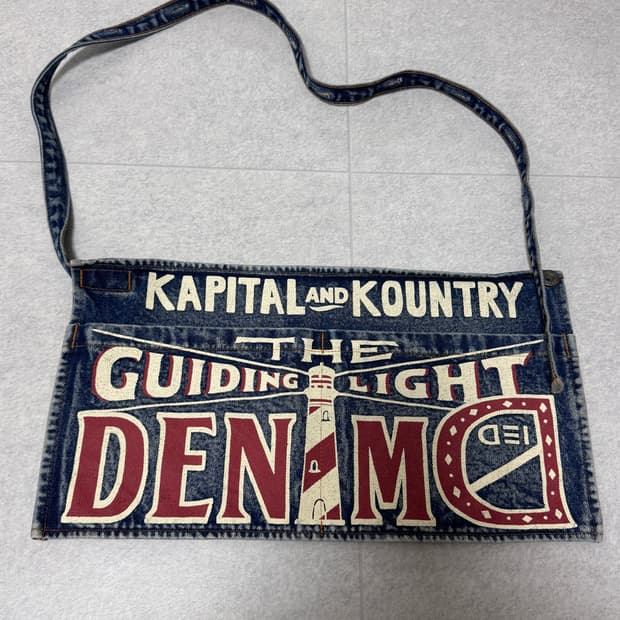 KAPITAL AND KOUNTRY
THE
GUIDING LIGHT
DENIM